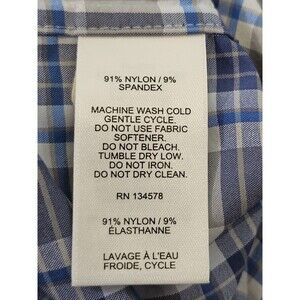 91% NYLON / 9%
SPANDEX
MACHINE WASH COLD
GENTLE CYCLE.
DO NOT USE FABRIC
SOFTENER.
DO NOT BLEACH.
TUMBLE DRY LOW.
DO NOT IRON.
DO NOT DRY CLEAN.
RN 134578
91% NYLON / 9%
ÉLASTHANNE
LAVAGE À L'EAU
FROIDE, CYCLE